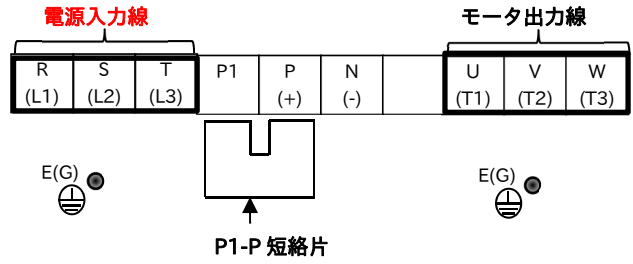 電源入力線 モータ出力線
R S T P1 P N U V W
(L1) (L2) (L3) (+) (-) (T1) (T2) (T3)
E(G) E(G)
P1-P 短絡片